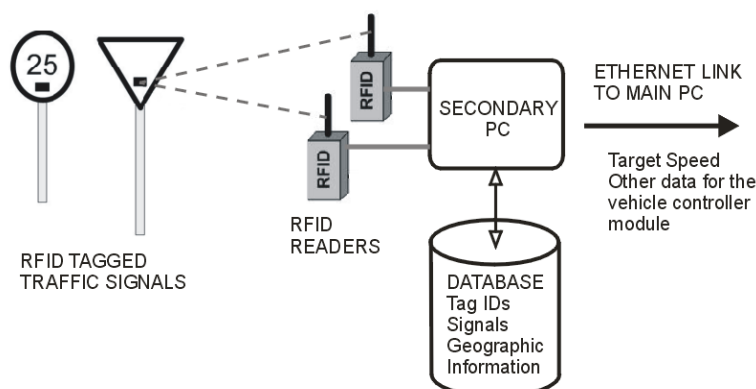 25
RFID TAGGED
TRAFFIC SIGNALS
RFID
RFID
RFID
READERS
SECONDARY
PC
DATABASE
Tag IDs
Signals
Geographic
Information
ETHERNET LINK
TO MAIN PC
Target Speed
Other data for the
vehicle controller
module